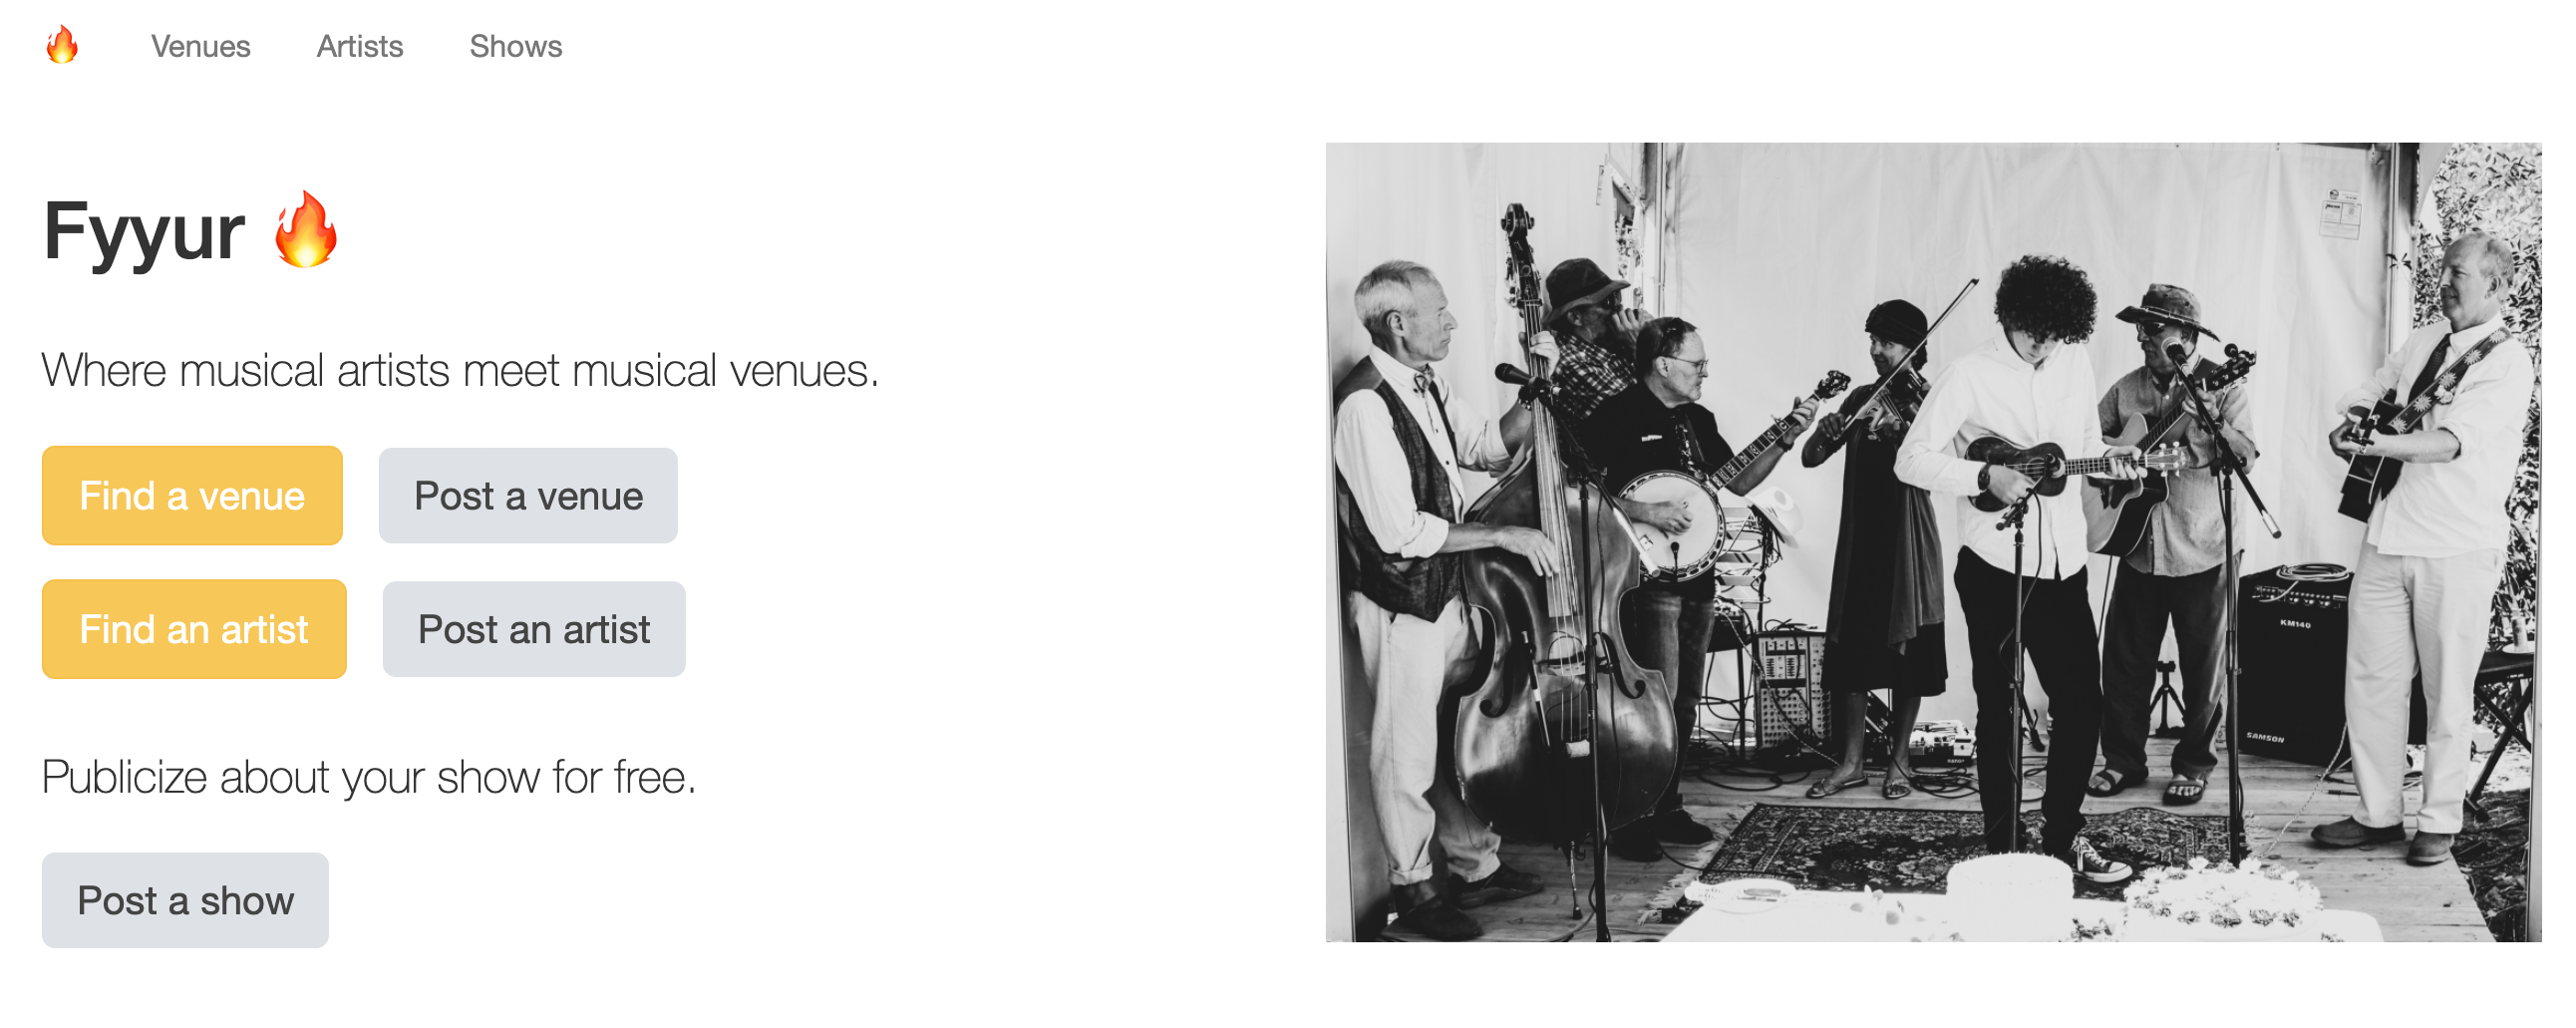 Venues Artists Shows
Fyyur 🔥
Where musical artists meet musical venues.
Find a venue Post a venue
Find an artist Post an artist
Publicize about your show for free.
Post a show
KM140
SAMSON